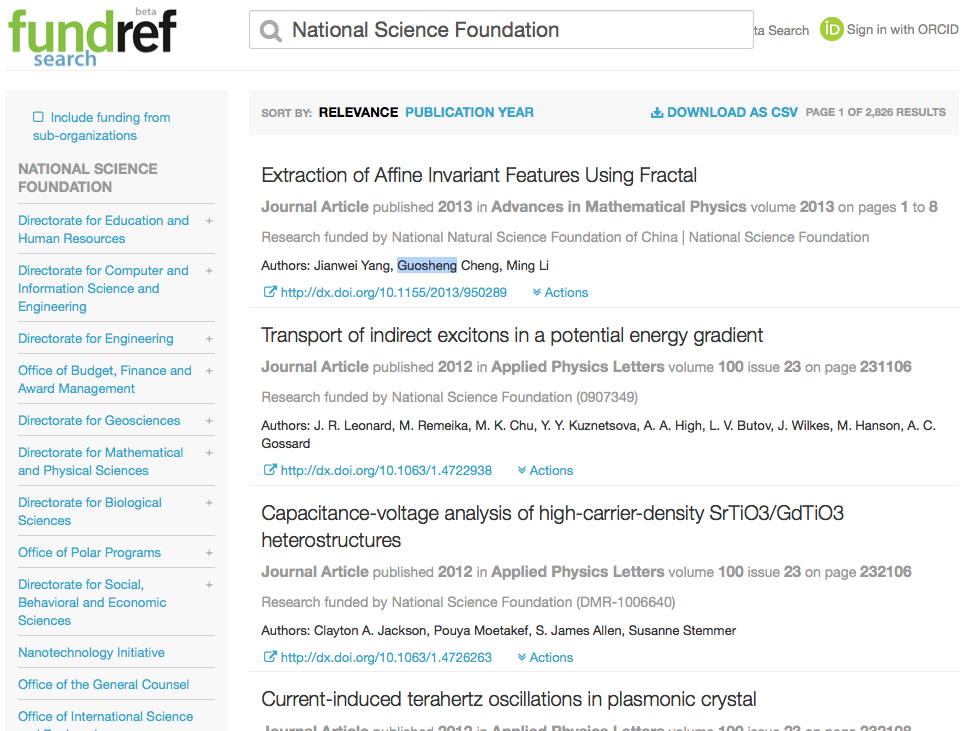 beta
fundref
search
National Science Foundation
ta Search
iD Sign in with ORCID
Include funding from
sub-organizations
NATIONAL SCIENCE
FOUNDATION
Directorate for Education and +
Human Resources
Directorate for Computer and +
Information Science and
Engineering
Directorate for Engineering +
Office of Budget, Finance and +
Award Management
Directorate for Geosciences +
Directorate for Mathematical +
and Physical Sciences
Directorate for Biological +
Sciences
Office of Polar Programs +
Directorate for Social, +
Behavioral and Economic
Sciences
Nanotechnology Initiative
Office of the General Counsel
Office of International Science
SORT BY: RELEVANCE PUBLICATION YEAR DOWNLOAD AS CSV PAGE 1 OF 2,826 RESULTS
Extraction of Affine Invariant Features Using Fractal
Journal Article published 2013 in Advances in Mathematical Physics volume 2013 on pages 1 to 8
Research funded by National Natural Science Foundation of China | National Science Foundation
Authors: Jianwei Yang, Guosheng Cheng, Ming Li
http://dx.doi.org/10.1155/2013/950289 Actions
Transport of indirect excitons in a potential energy gradient
Journal Article published 2012 in Applied Physics Letters volume 100 issue 23 on page 231106
Research funded by National Science Foundation (0907349)
Authors: J. R. Leonard, M. Remeika, M. K. Chu, Y. Y. Kuznetsova, A. A. High, L. V. Butov, J. Wilkes, M. Hanson, A. C.
Gossard
http://dx.doi.org/10.1063/1.4722938 Actions
Capacitance-voltage analysis of high-carrier-density SrTiO3/GdTiO3
heterostructures
Journal Article published 2012 in Applied Physics Letters volume 100 issue 23 on page 232106
Research funded by National Science Foundation (DMR-1006640)
Authors: Clayton A. Jackson, Pouya Moetakef, S. James Allen, Susanne Stemmer
http://dx.doi.org/10.1063/1.4726263 Actions
Current-induced terahertz oscillations in plasmonic crystal